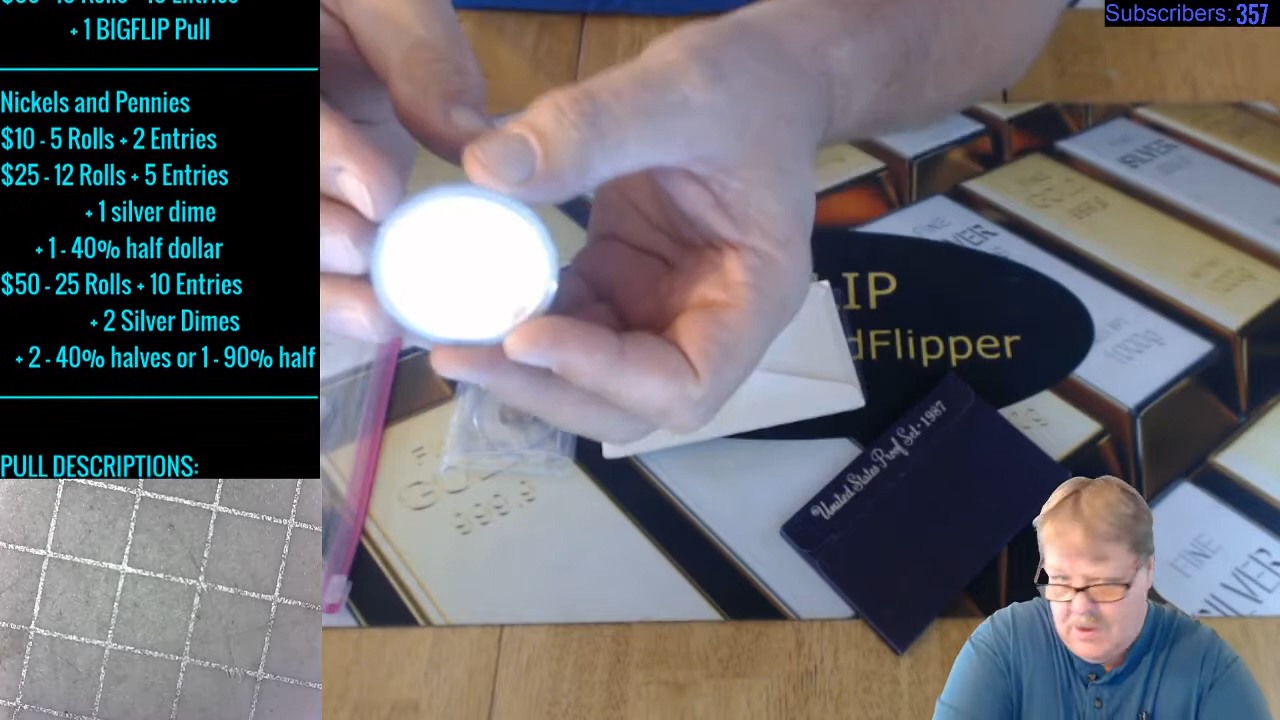 + 1 BIGFLIP Pull
Nickels and Pennies
$10 - 5 Rolls + 2 Entries
$25 - 12 Rolls + 5 Entries
+ 1 silver dime
+ 1 - 40% half dollar
$50 - 25 Rolls + 10 Entries
+ 2 Silver Dimes
+ 2 - 40% halves or 1 - 90% half
PULL DESCRIPTIONS:
Subscribers: 357
SILVER
FINE
IP
dFlipper
1000g
United States Proof Set · 1987
GOLD
999.9
FINE
SILVER